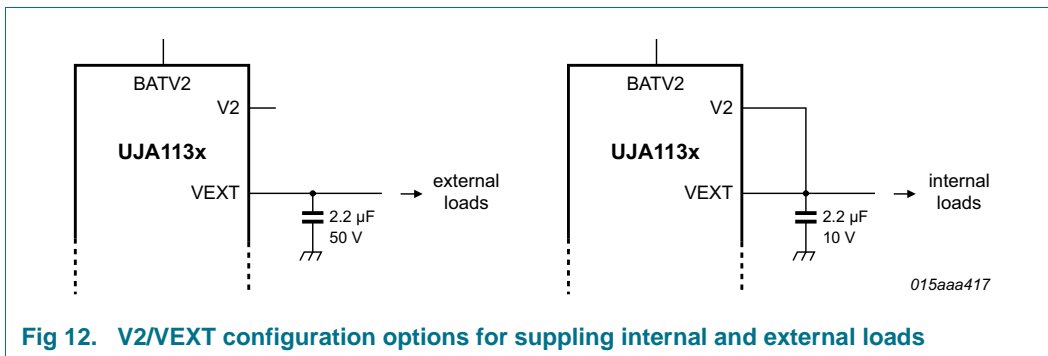 BATV2
V2
UJA113x
VEXT
external
loads
2.2 µF
50 V
BATV2
V2
UJA113x
VEXT
internal
loads
2.2 µF
10 V
015aaa417
Fig 12. V2/VEXT configuration options for suppling internal and external loads